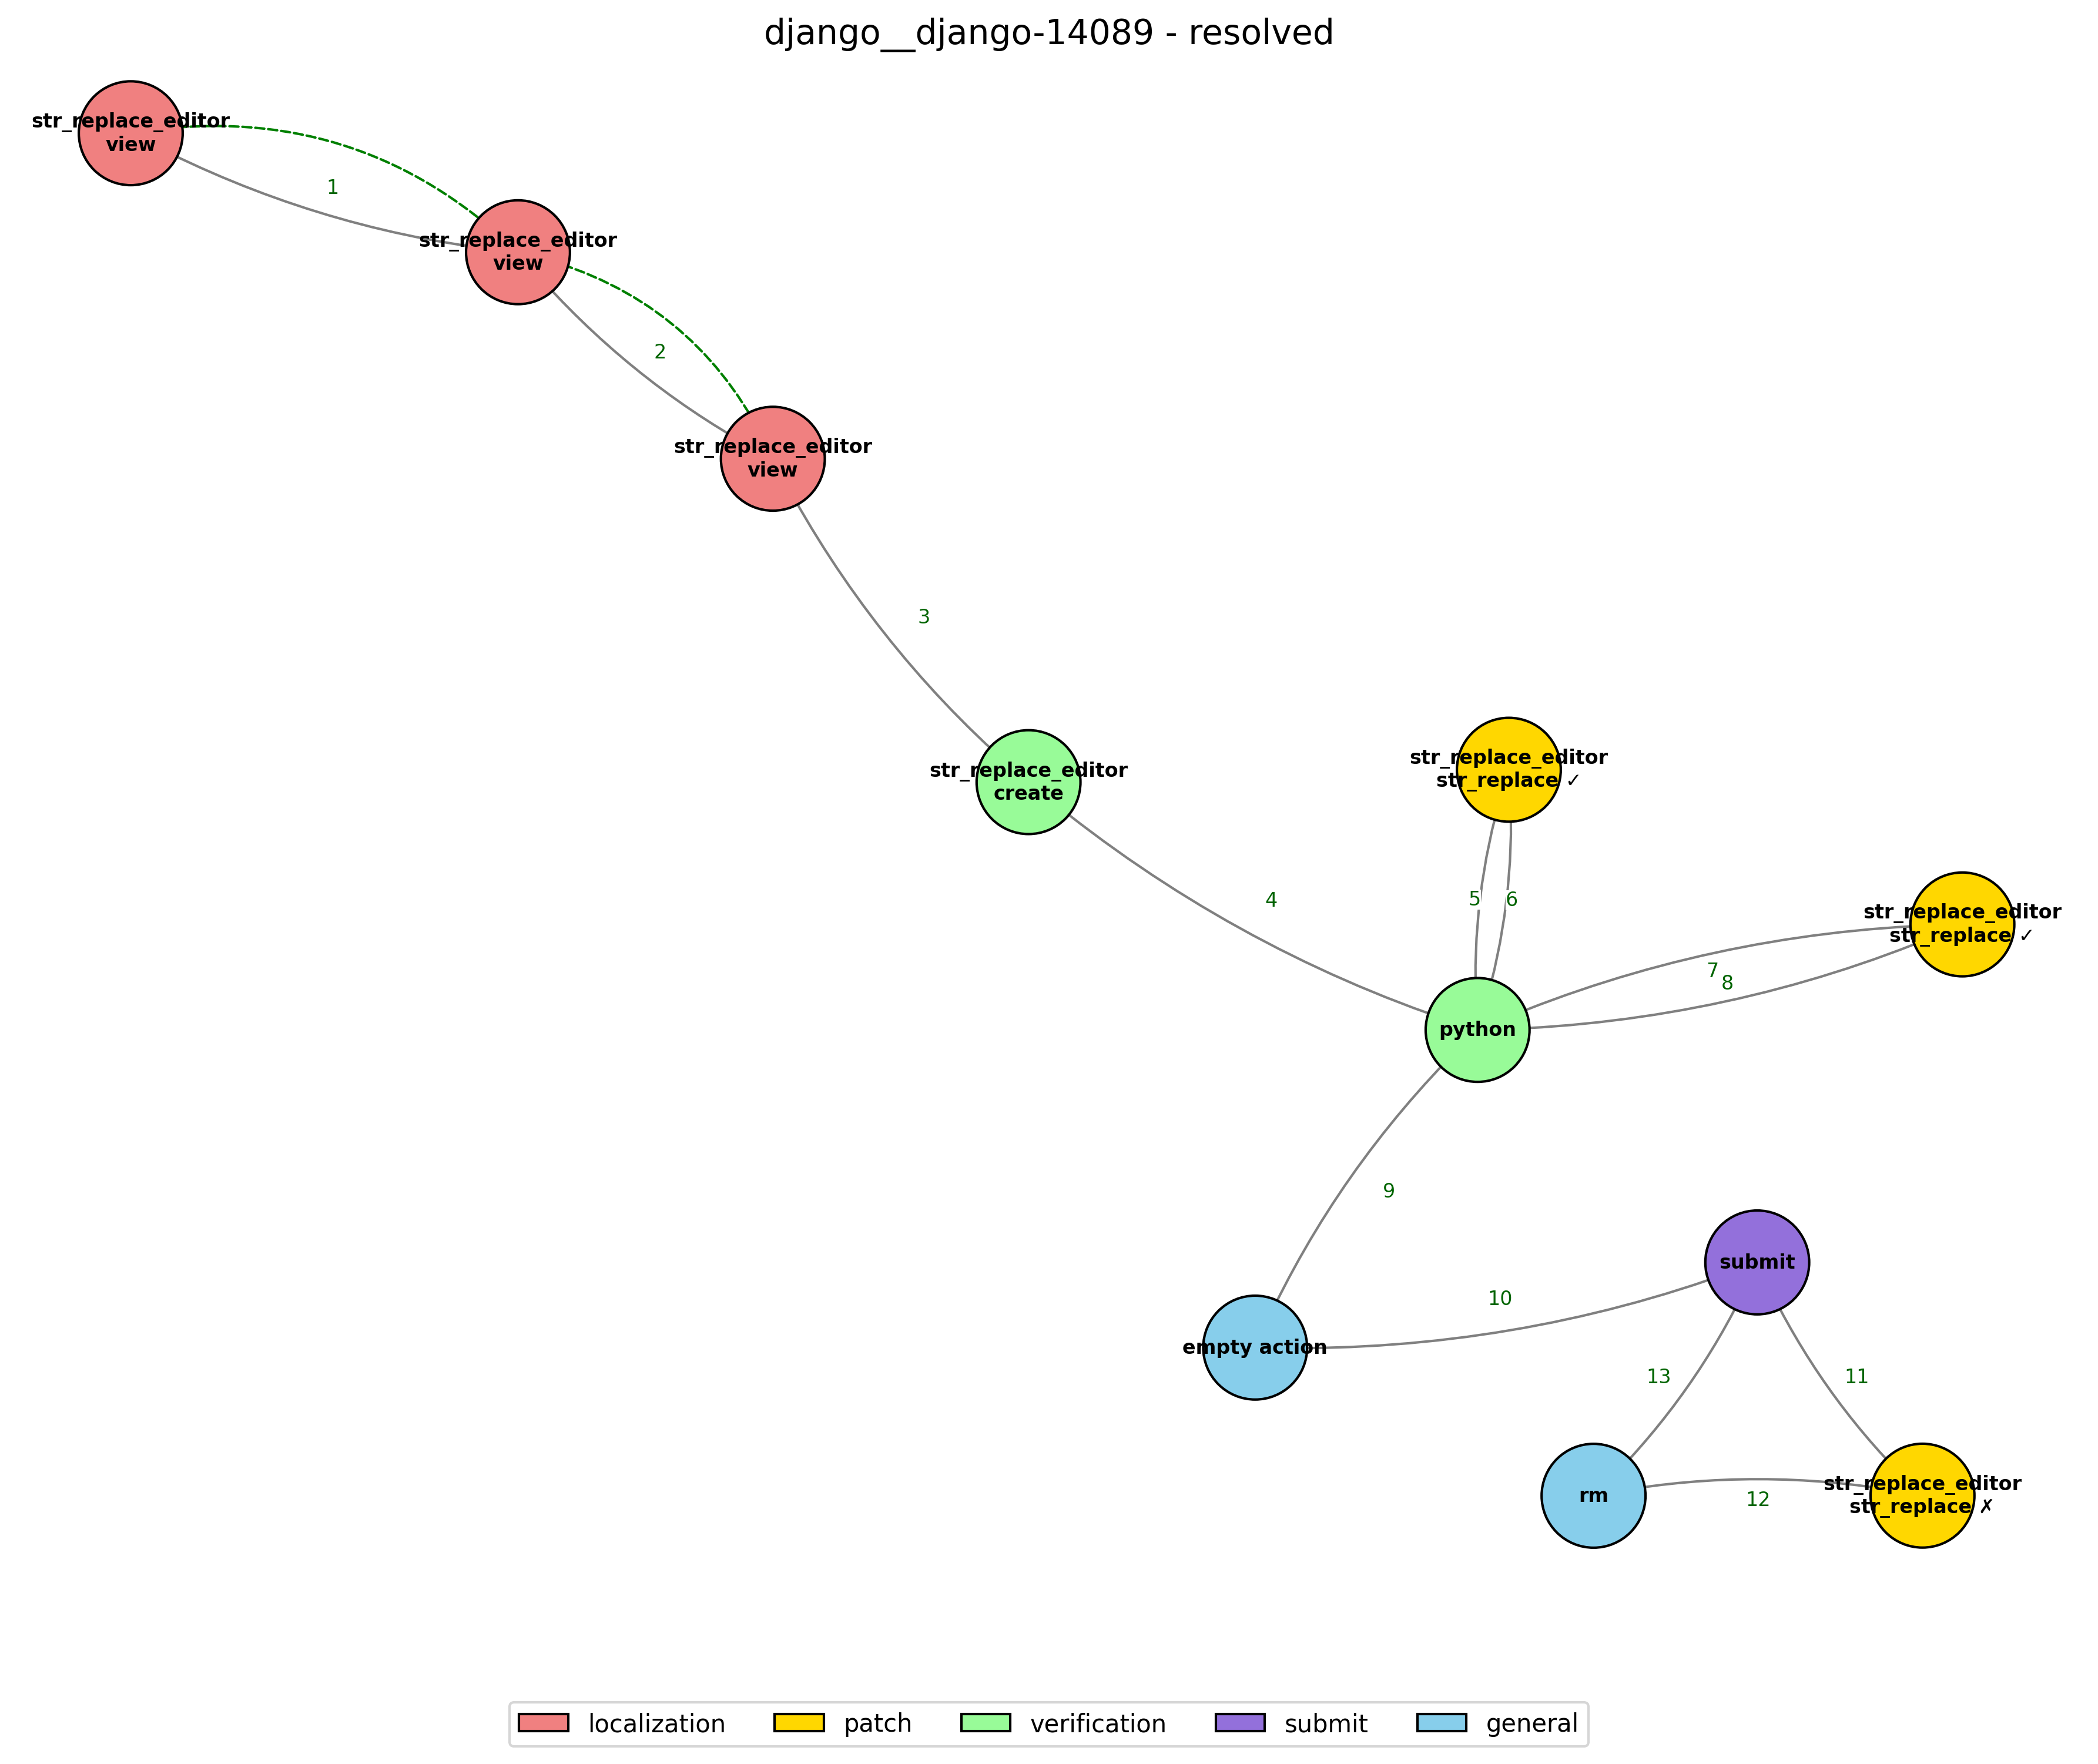 django__django-14089 - resolved
str_replace_editor
view
1
str_replace_editor
view
2
str_replace_editor
view
3
str_replace_editor
create
str_replace_editor
str_replace ✓
4
5
6
str_replace_editor
str_replace ✓
7
8
python
9
submit
10
empty action
13
11
rm
12
str_replace_editor
str_replace ✗
localization
patch
verification
submit
general